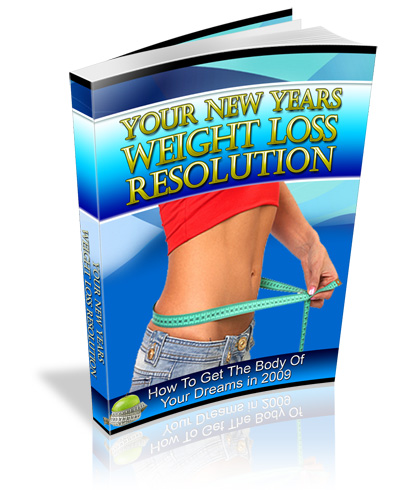 YOUR NEW YEARS
WEIGHT LOSS
RESOLUTION
How To Get The Body Of
Your Dreams in 2009
YOUR NEW YEARS
WEIGHT LOSS RESOLUTION